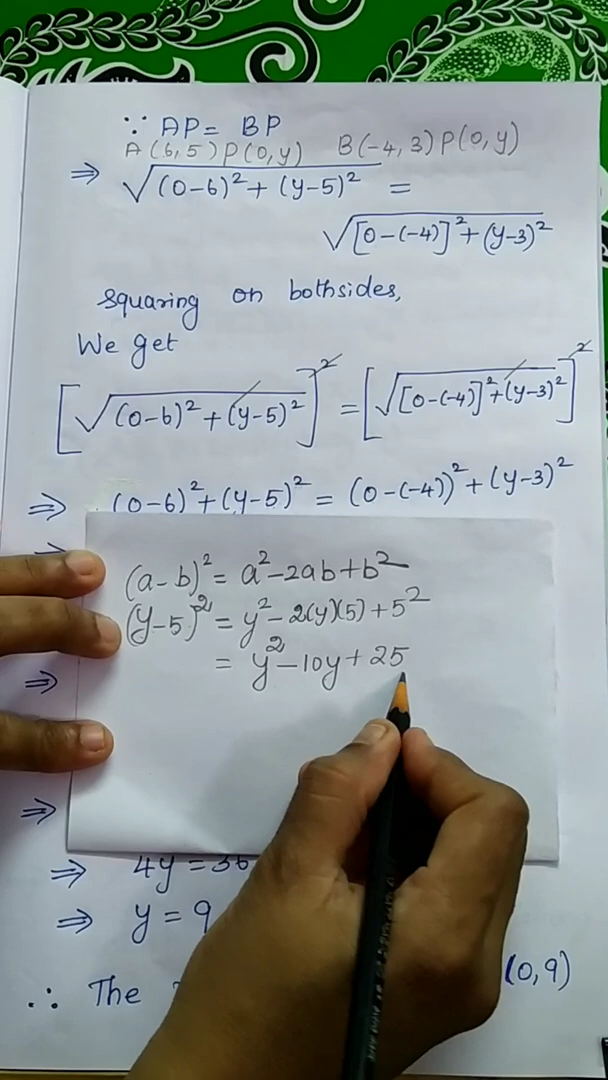 ∵ AP = BP
A(6,5) P(0,y) B(-4,3) P(0,y)
⇒ √(0-6)² + (y-5)² =
√[0-(-4)]² + (y-3)²
squaring on bothsides,
We get
[√(0-6)² + (y-5)²]² = [√[0-(-4)]² + (y-3)²]²
⇒ (0-6)² + (y-5)² = (0-(-4))² + (y-3)²
(a-b)² = a² - 2ab + b²
(y-5)² = y² - 2(y)(5) + 5²
= y² - 10y + 25
⇒
⇒
⇒ 4y = 36
⇒ y = 9
∴ The (0,9)